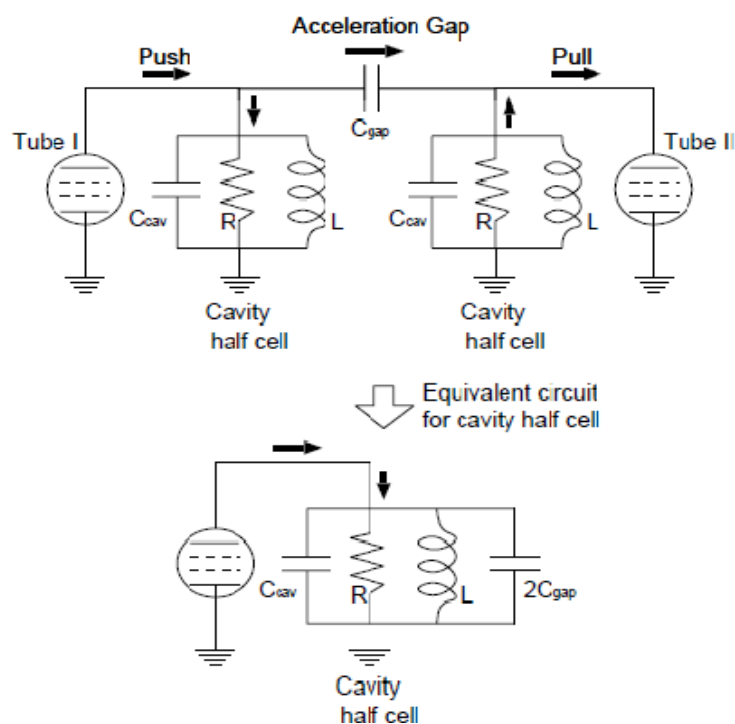 Acceleration Gap
Push
Pull
Cgap
Tube I
Tube II
Ccav
R
L
Ccav
R
L
Cavity
half cell
Cavity
half cell
Equivalent circuit
for cavity half cell
Ccav
R
L
2Cgap
Cavity
half cell